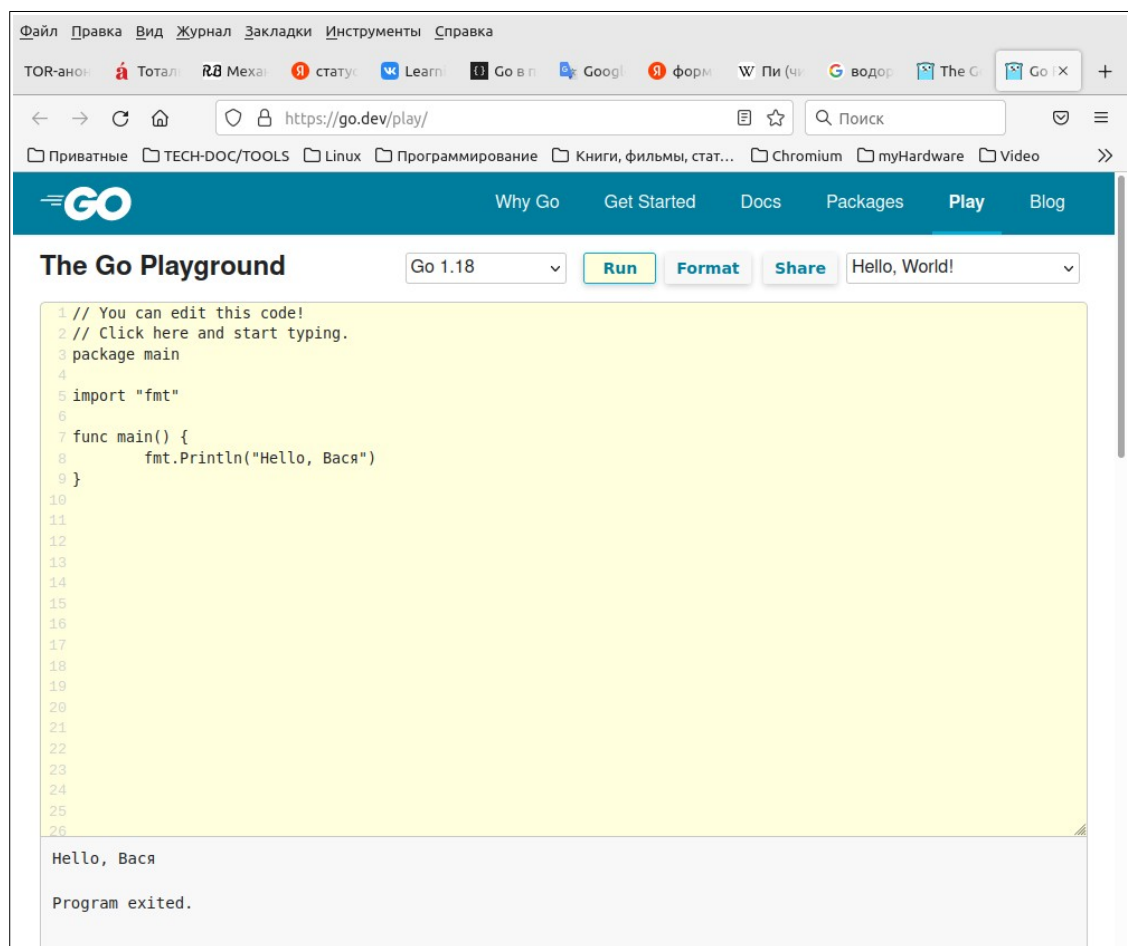 Файл Правка Вид Журнал Закладки Инструменты Справка
TOR-анон Тотал Меха статус Learni Go в п Googl форм Пи (чи водор The G Go
https://go.dev/play/ Поиск
Приватные TECH-DOC/TOOLS Linux Программирование Книги, фильмы, стат... Chromium myHardware Video
GO Why Go Get Started Docs Packages Play Blog
The Go Playground Go 1.18 Run Format Share Hello, World!
1 // You can edit this code!
2 // Click here and start typing.
3 package main
4
5 import "fmt"
6
7 func main() {
8 fmt.Println("Hello, Вася")
9 }
10
11
12
13
14
15
16
17
18
19
20
21
22
23
24
25
26
Hello, Вася
Program exited.